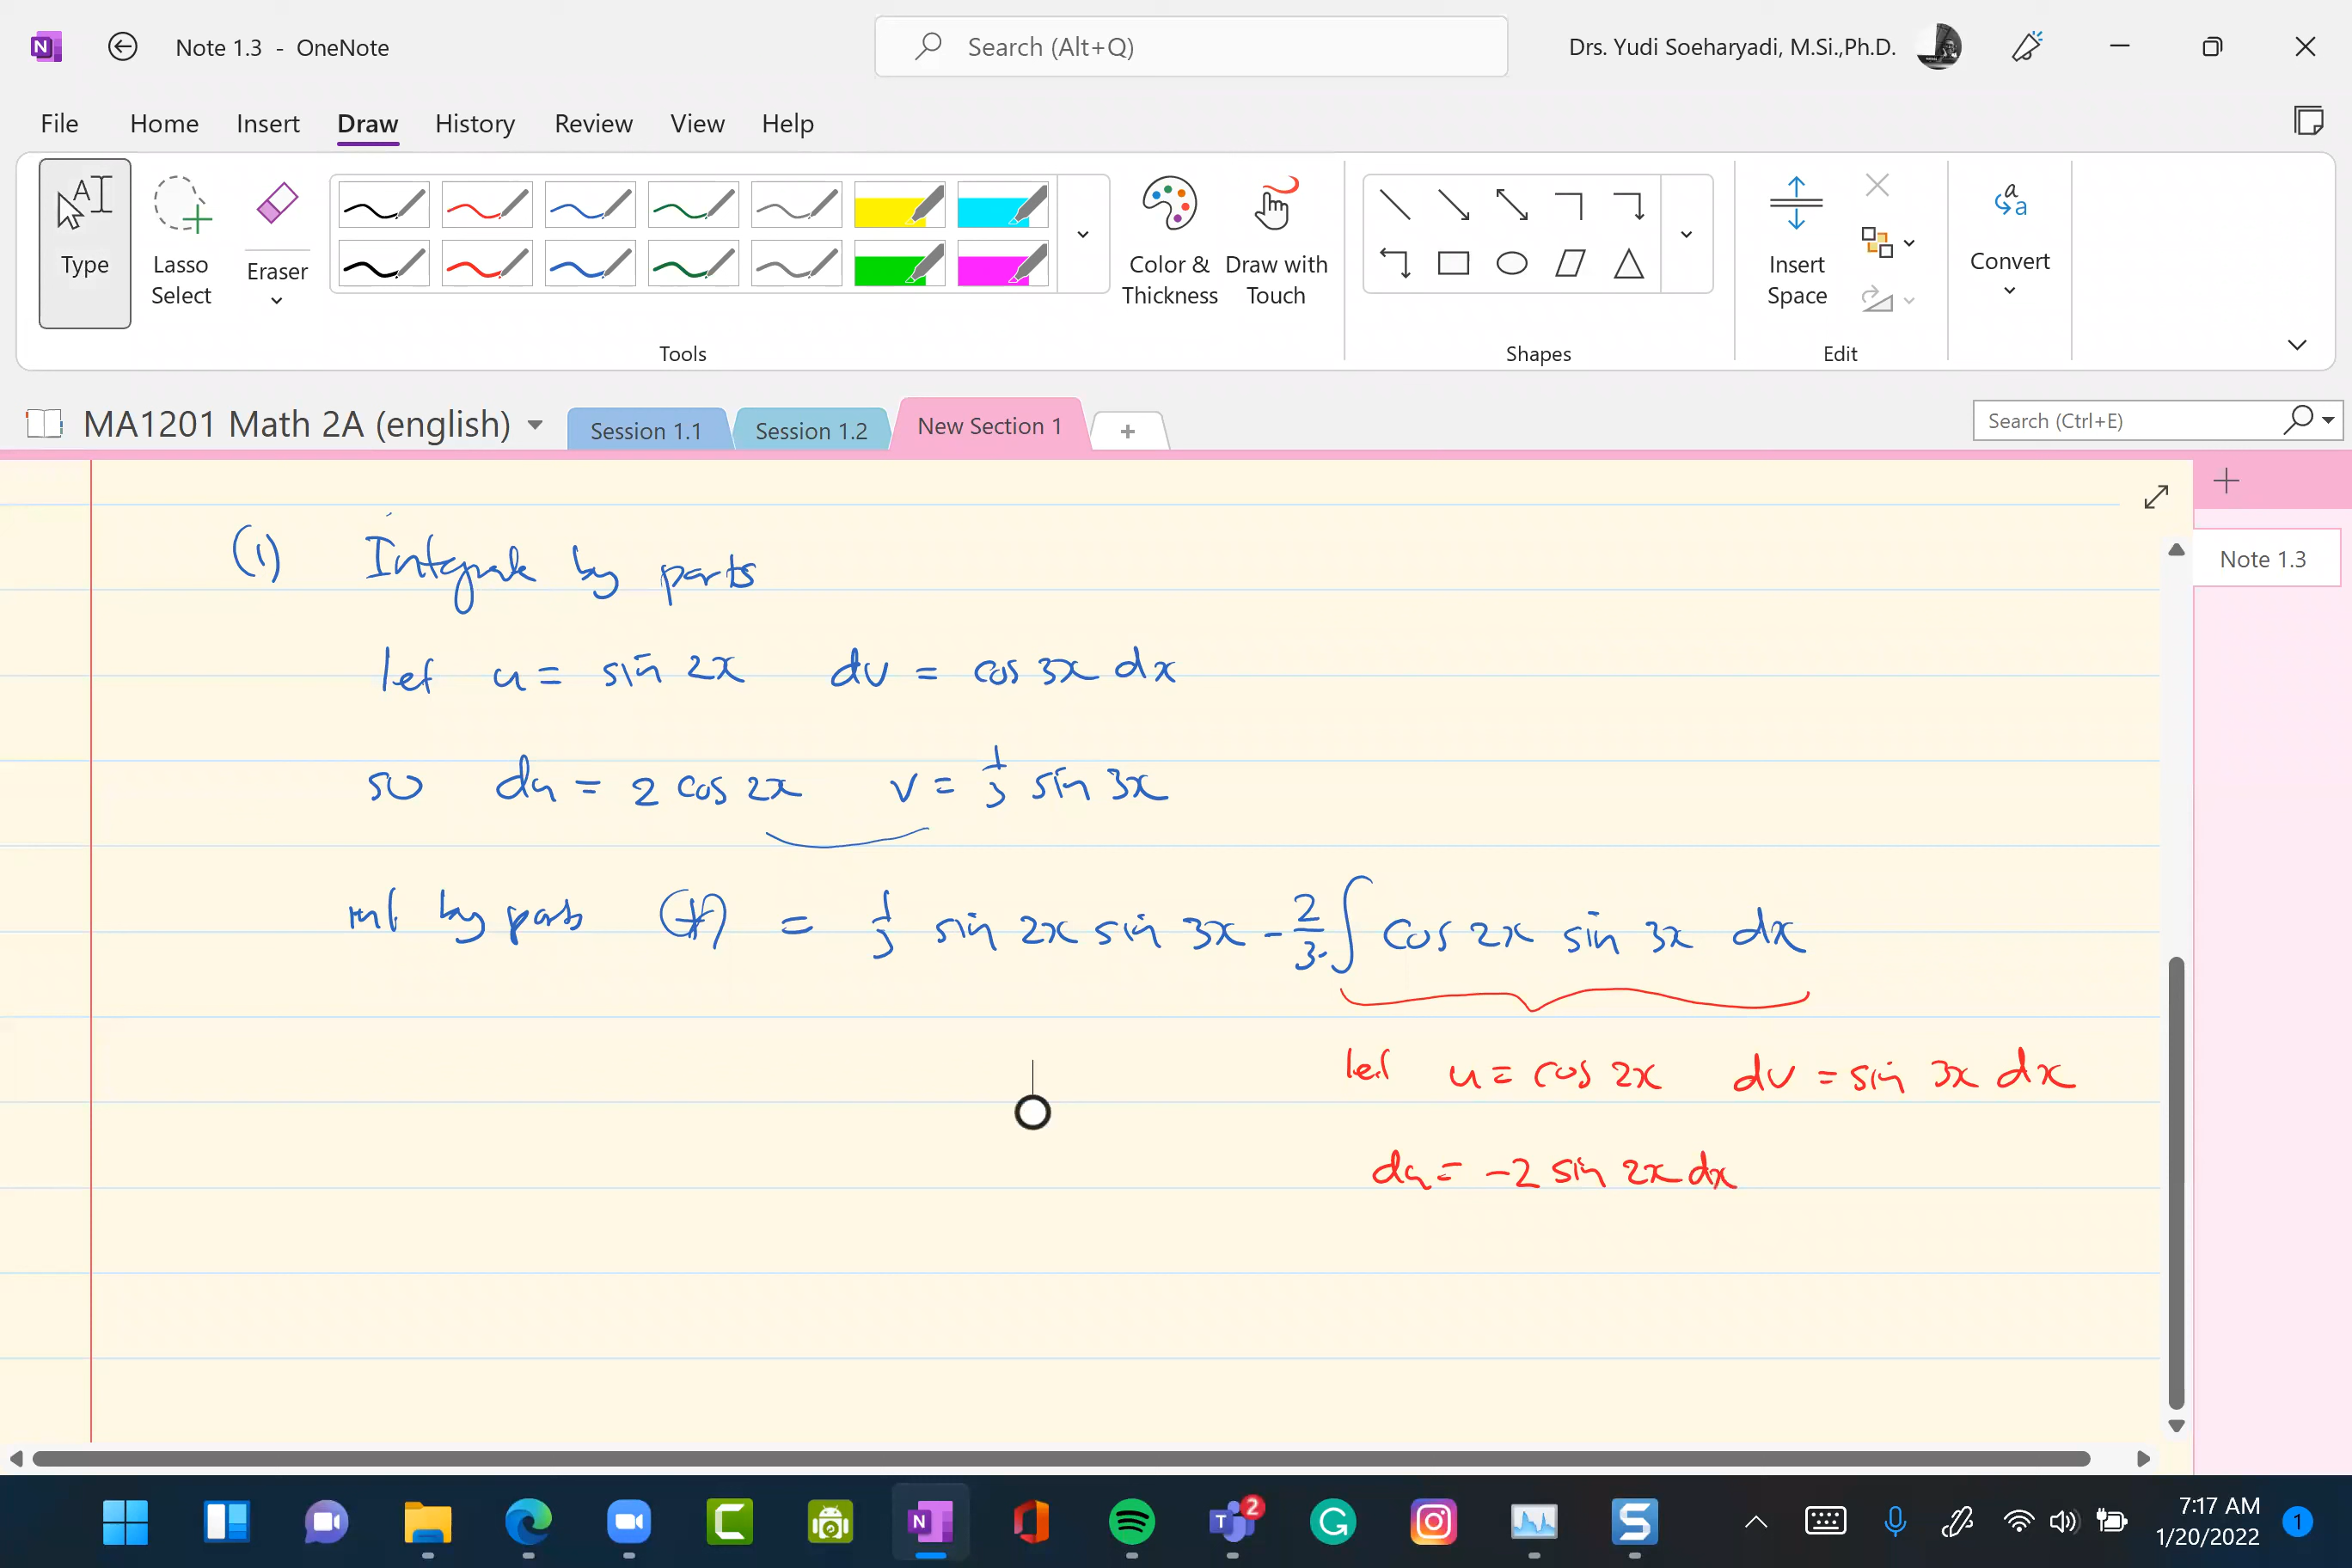 Note 1.3 - OneNote
Search (Alt+Q)
Drs. Yudi Soeharyadi, M.Si.,Ph.D.
File Home Insert Draw History Review View Help
Type
Lasso Select
Eraser
Color & Thickness
Draw with Touch
Insert Space
Convert
Tools
Shapes
Edit
MA1201 Math 2A (english)
Session 1.1
Session 1.2
New Section 1
Search (Ctrl+E)
Note 1.3
(1) Integrate by parts
let u = sin 2x dv = cos 3x dx
so du = 2 cos 2x v = 1/3 sin 3x
int by parts (*) = 1/3 sin 2x sin 3x - 2/3 ∫ cos 2x sin 3x dx
let u = cos 2x dv = sin 3x dx
du = -2 sin 2x dx
2
7:17 AM
1/20/2022
1